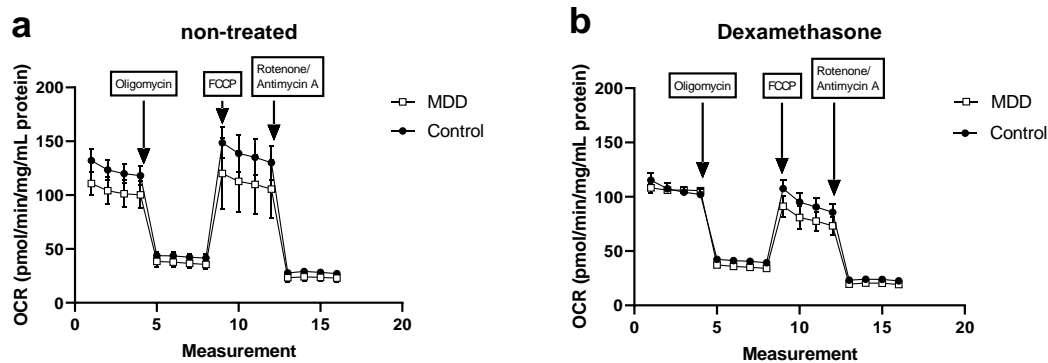 a
non-treated
Oligomycin
FCCP
Rotenone/
Antimycin A
200
150
100
50
0
OCR (pmol/min/mg/mL protein)
0
5
10
15
20
Measurement
MDD
Control
b
Dexamethasone
Oligomycin
FCCP
Rotenone/
Antimycin A
200
150
100
50
0
OCR (pmol/min/mg/mL protein)
0
5
10
15
20
Measurement
MDD
Control